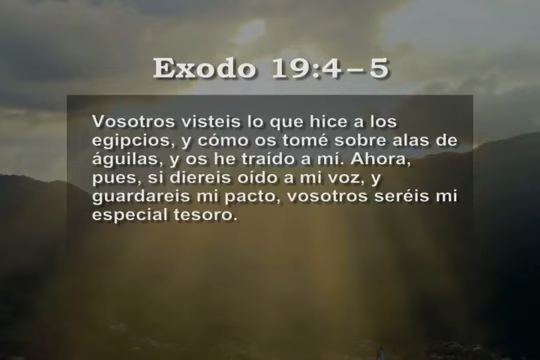 Exodo 19:4–5
Vosotros visteis lo que hice a los
egipcios, y cómo os tomé sobre alas de
águilas, y os he traído a mí. Ahora,
pues, si diereis oído a mi voz, y
guardareis mi pacto, vosotros seréis mi
especial tesoro.